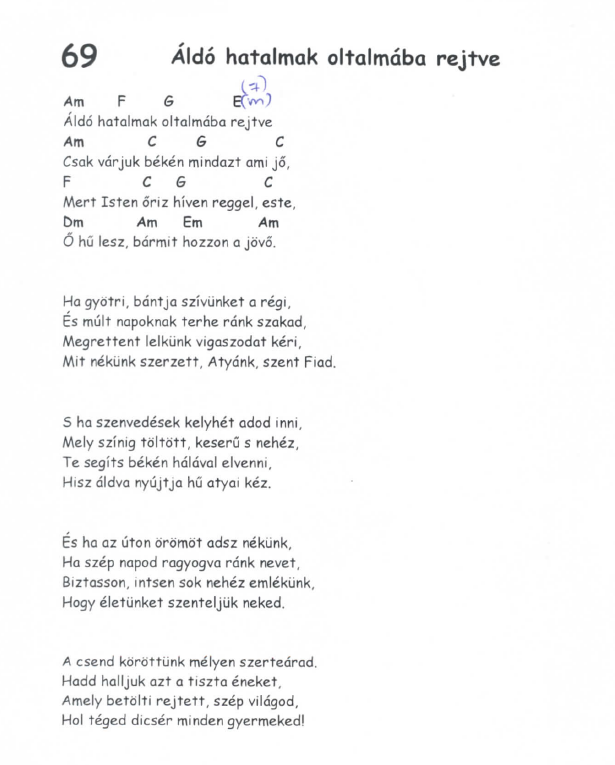 69 Áldó hatalmak oltalmába rejtve
(7)
Am F G E(m)
Áldó hatalmak oltalmába rejtve
Am C G C
Csak várjuk békén mindazt ami jő,
F C G C
Mert Isten őriz híven reggel, este,
Dm Am Em Am
Ő hű lesz, bármit hozzon a jövő.
Ha gyötri, bántja szívünket a régi,
És múlt napoknak terhe ránk szakad,
Megrettent lelkünk vigaszodat kéri,
Mit nékünk szerzett, Atyánk, szent Fiad.
S ha szenvedések kelyhét adod inni,
Mely színig töltött, keserű s nehéz,
Te segíts békén hálával elvenni,
Hisz áldva nyújtja hű atyai kéz.
És ha az úton örömöt adsz nékünk,
Ha szép napod ragyogva ránk nevet,
Biztasson, intsen sok nehéz emlékünk,
Hogy életünket szenteljük neked.
A csend köröttünk mélyen szerteárad.
Hadd halljuk azt a tiszta éneket,
Amely betölti rejtett, szép világod,
Hol téged dicsér minden gyermeked!